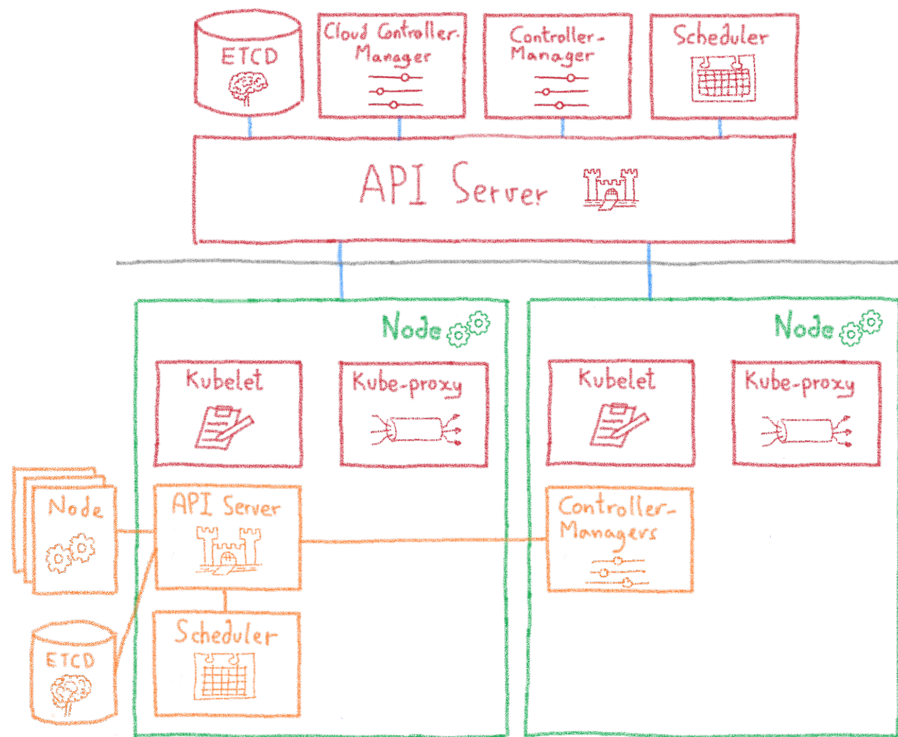 ETCD
Cloud Controller-
Manager
Controller-
Manager
Scheduler
API Server
Node
Kubelet
Kube-proxy
Node
Kubelet
Kube-proxy
Node
API Server
Controller-
Managers
ETCD
Scheduler